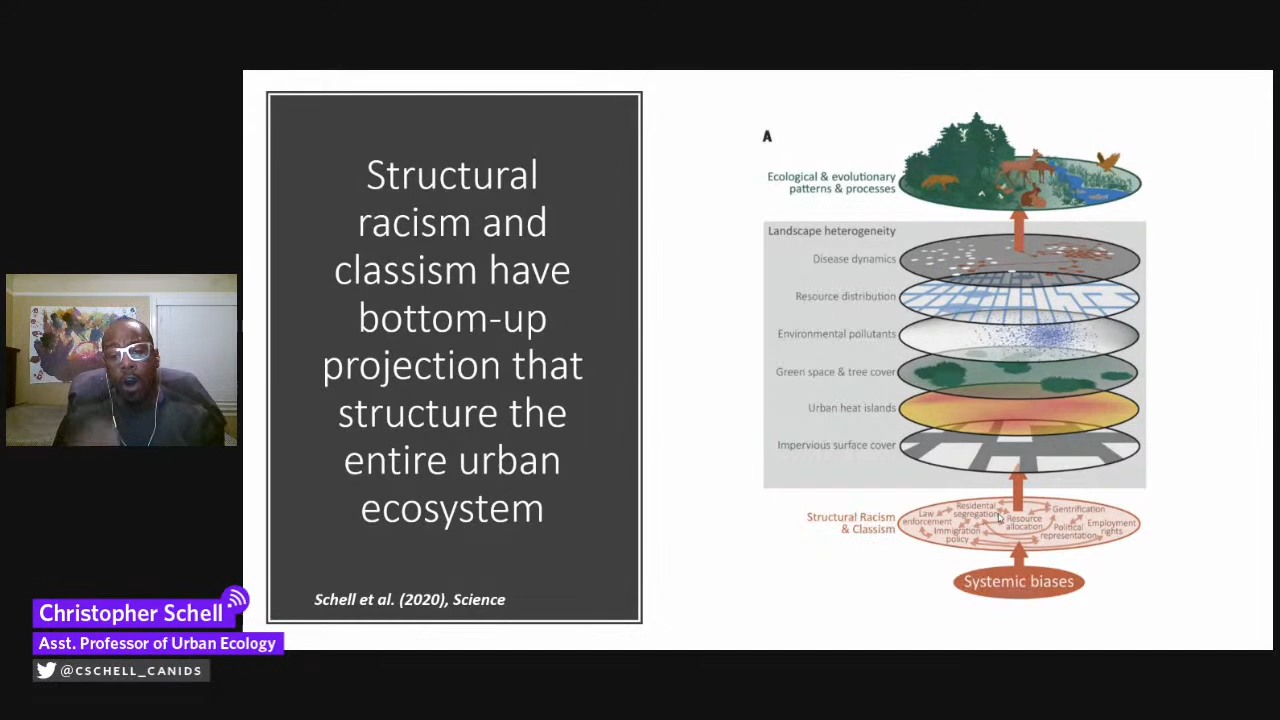 Structural
racism and
classism have
bottom-up
projection that
structure the
entire urban
ecosystem
Schell et al. (2020), Science
A
Ecological & evolutionary
patterns & processes
Landscape heterogeneity
Disease dynamics
Resource distribution
Environmental pollutants
Green space & tree cover
Urban heat islands
Impervious surface cover
Structural Racism
& Classism
Law
enforcement
Residential
segregation
Resource
allocation
Gentrification
Immigration
policy
Political
representation
Employment
rights
Systemic biases
Christopher Schell
Asst. Professor of Urban Ecology
@CSCHELL_CANIDS